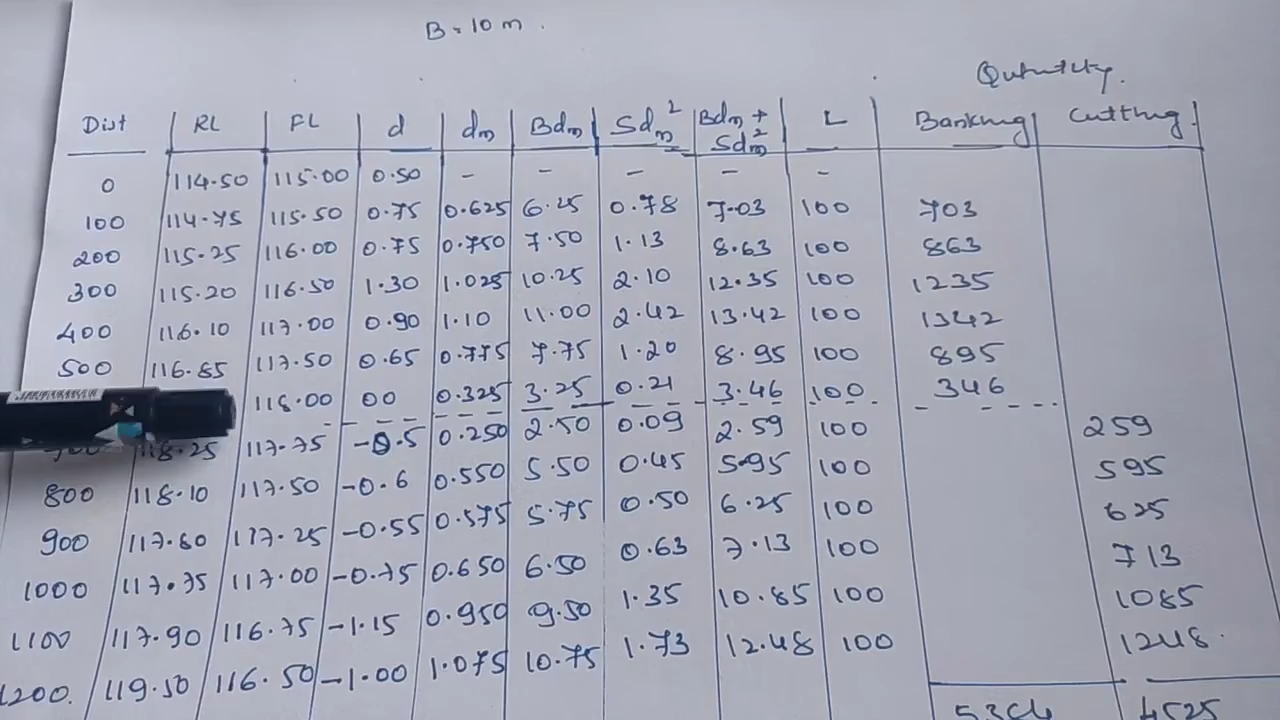 B = 10 m.
Quantity.
Dist RL FL d dm Bdm Sdm² Bdm + Sdm² L Banking Cutting.
0 114.50 115.00 0.50 - - - - -
100 114.75 115.50 0.75 0.625 6.25 0.78 7.03 100 703
200 115.25 116.00 0.75 0.750 7.50 1.13 8.63 100 863
300 115.20 116.50 1.30 1.025 10.25 2.10 12.35 100 1235
400 116.10 117.00 0.90 1.10 11.00 2.42 13.42 100 1342
500 116.85 117.50 0.65 0.775 7.75 1.20 8.95 100 895
118.00 00 0.325 3.25 0.21 3.46 100 346
118.25 117.75 -0.5 0.250 2.50 0.09 2.59 100 259
800 118.10 117.50 -0.6 0.550 5.50 0.45 5.95 100 595
900 117.80 117.25 -0.55 0.575 5.75 0.50 6.25 100 625
1000 117.75 117.00 -0.75 0.650 6.50 0.63 7.13 100 713
1100 117.90 116.75 -1.15 0.950 9.50 1.35 10.85 100 1085
1200. 119.50 116.50 -1.00 1.075 10.75 1.73 12.48 100 1248.
4525